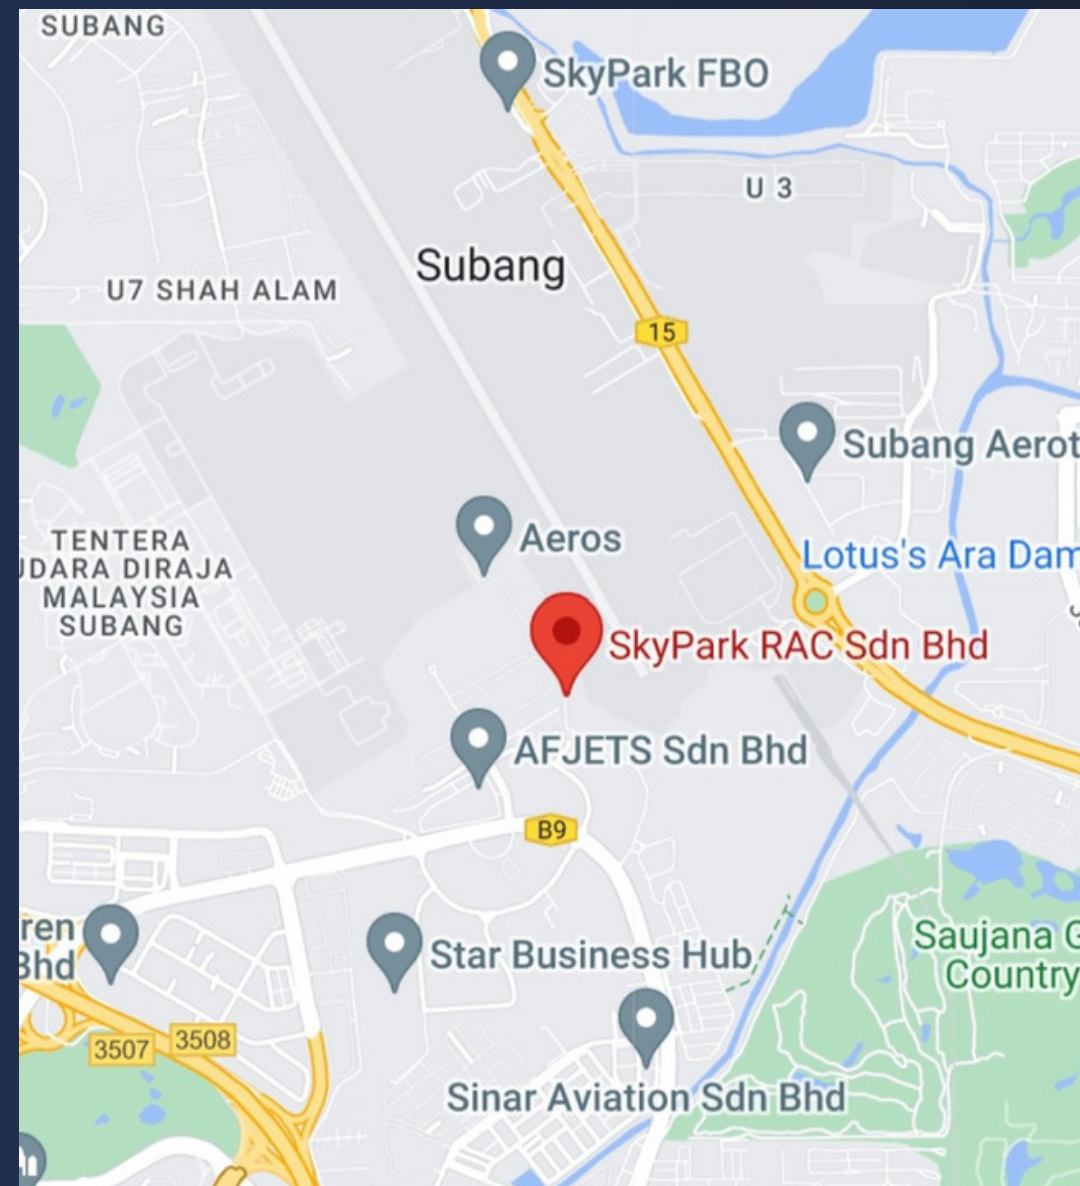 SUBANG
SkyPark FBO
U 3
Subang
U7 SHAH ALAM
15
Subang Aerot
Aeros
TENTERA
UDARA DIRAJA
MALAYSIA
SUBANG
Lotus's Ara Dam
SkyPark RAC Sdn Bhd
AFJETS Sdn Bhd
B9
ren
Bhd
Star Business Hub
Saujana G
Country
3507
3508
Sinar Aviation Sdn Bhd